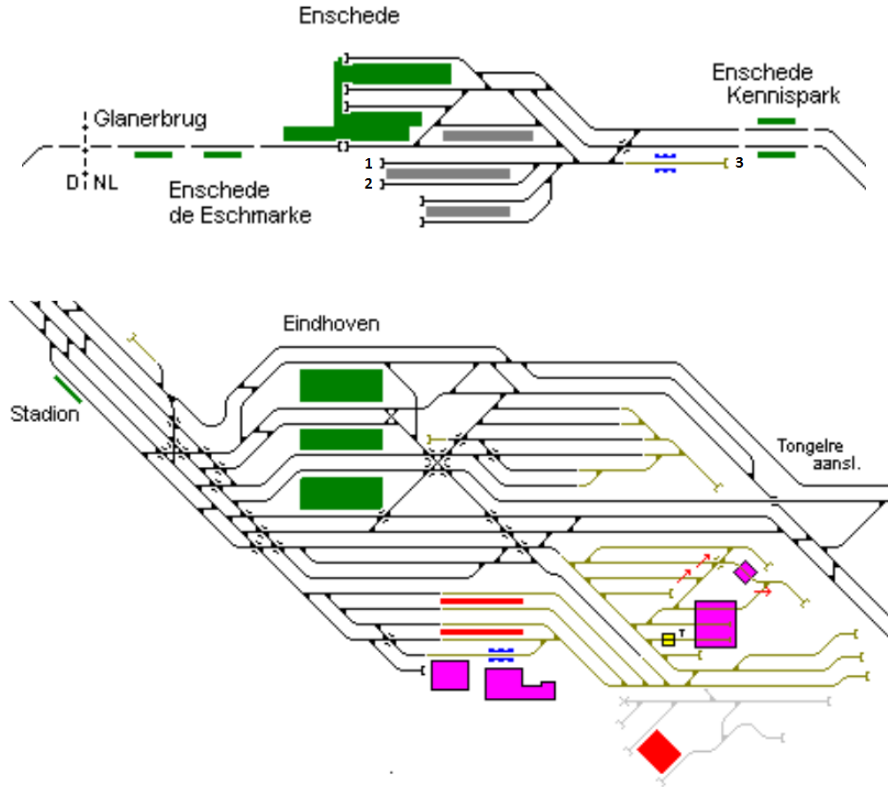 Enschede
Enschede
Kennispark
Glanerbrug
D NL
Enschede
de Eschmarke
1
2
3
Eindhoven
Stadion
Tongelre
aansl.
T